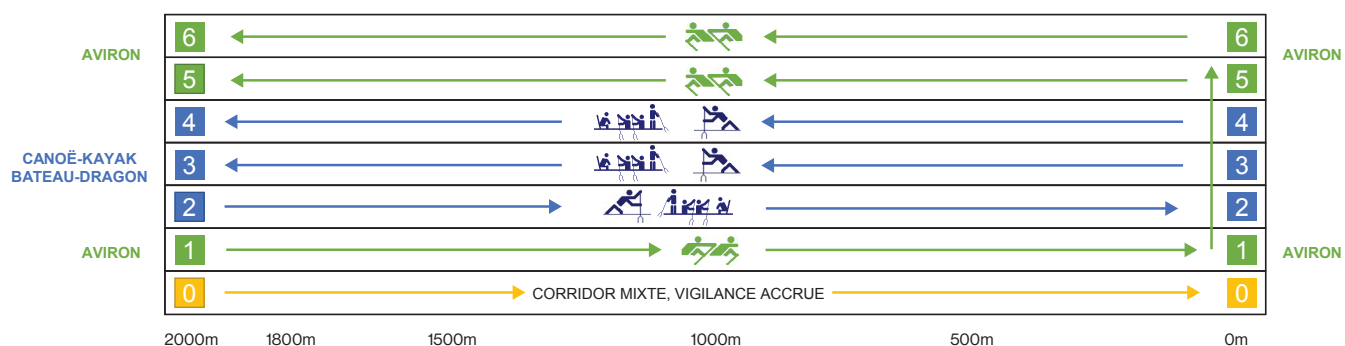 6 6
AVIRON AVIRON
5 5
4 4
CANOË-KAYAK
BATEAU-DRAGON
3 3
2 2
AVIRON 1 1 AVIRON
0 CORRIDOR MIXTE, VIGILANCE ACCRUE 0
2000m 1800m 1500m 1000m 500m 0m